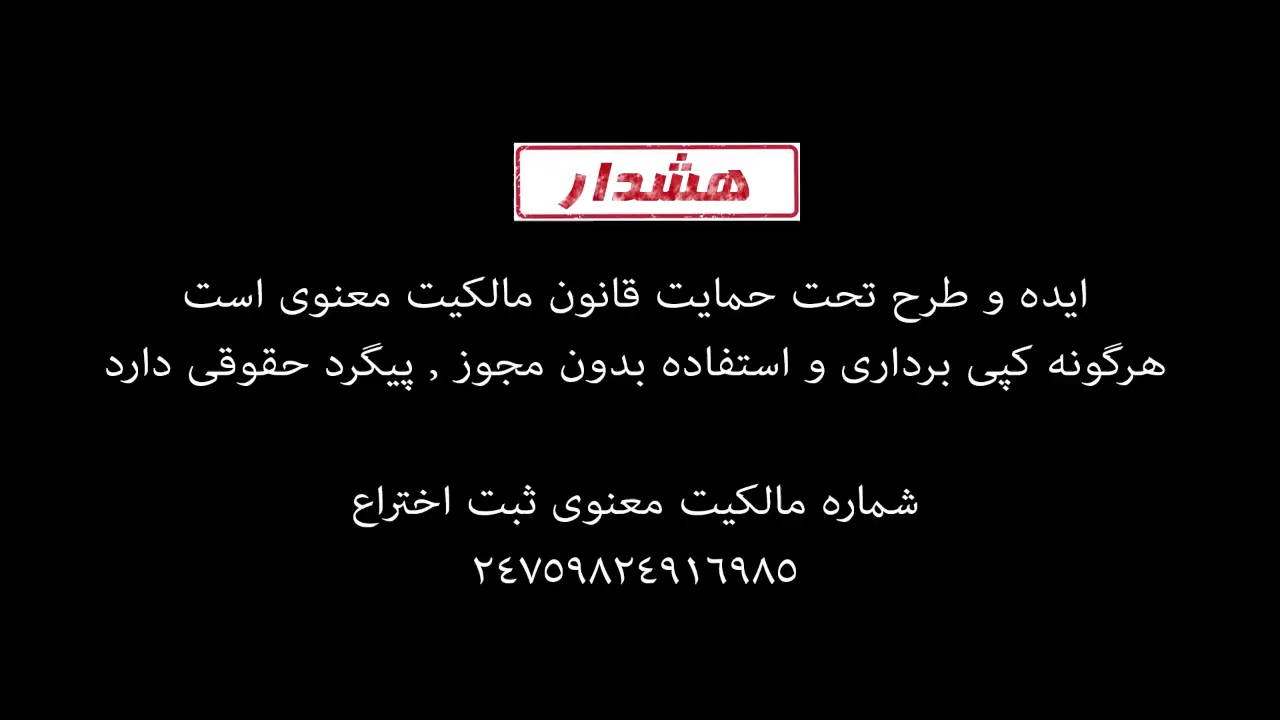 هشدار
ایده و طرح تحت حمایت قانون مالکیت معنوی است
هرگونه کپی برداری و استفاده بدون مجوز , پیگرد حقوقی دارد
شماره مالکیت معنوی ثبت اختراع
٢٤٧٥٩٨٢٤٩١٦٩٨٥